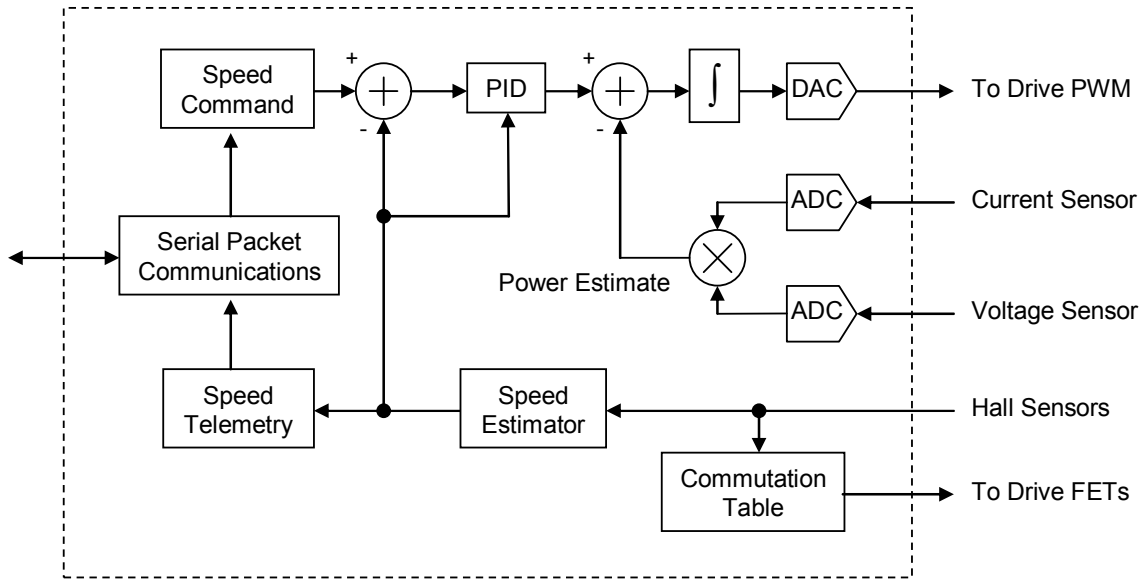 Speed
Command
+
-
PID
+
-
∫
DAC
To Drive PWM
ADC
Current Sensor
Serial Packet
Communications
Power Estimate
ADC
Voltage Sensor
Speed
Telemetry
Speed
Estimator
Hall Sensors
Commutation
Table
To Drive FETs